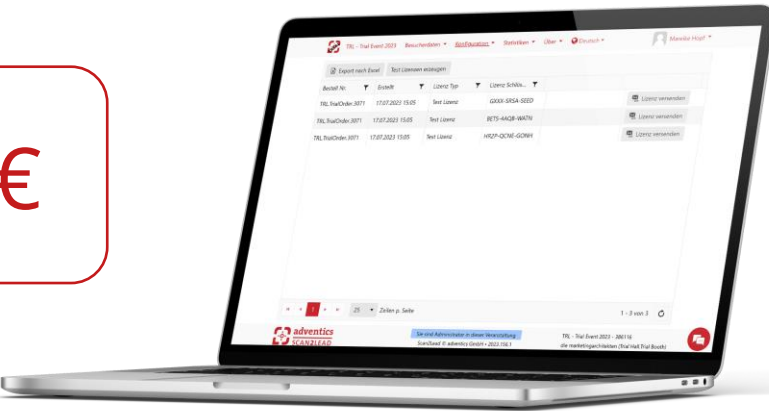 €
TRL - Trial Event 2023 Besucherdaten Konfiguration Statistiken Über Deutsch Mareike Hopf
Export nach Excel Test Lizenzen erzeugen
Bestell Nr. Erstellt Lizenz Typ Lizenz Schlüs...
TRL.TrialOrder.3071 17.07.2023 15:05 Test Lizenz GXXX-SRSA-SEED Lizenz versenden
TRL.TrialOrder.3071 17.07.2023 15:05 Test Lizenz BETS-4AQB-WATN Lizenz versenden
TRL.TrialOrder.3071 17.07.2023 15:05 Test Lizenz HRZP-QCNE-GONH Lizenz versenden
1 25 Zeilen p. Seite 1 - 3 von 3
adventics
SCAN2LEAD
Sie sind Administrator in dieser Veranstaltung
Scan2Lead © adventics GmbH • 2023.156.1
TRL - Trial Event 2023 - 386116
die marketingarchitekten (Trial Hall.Trial Booth)